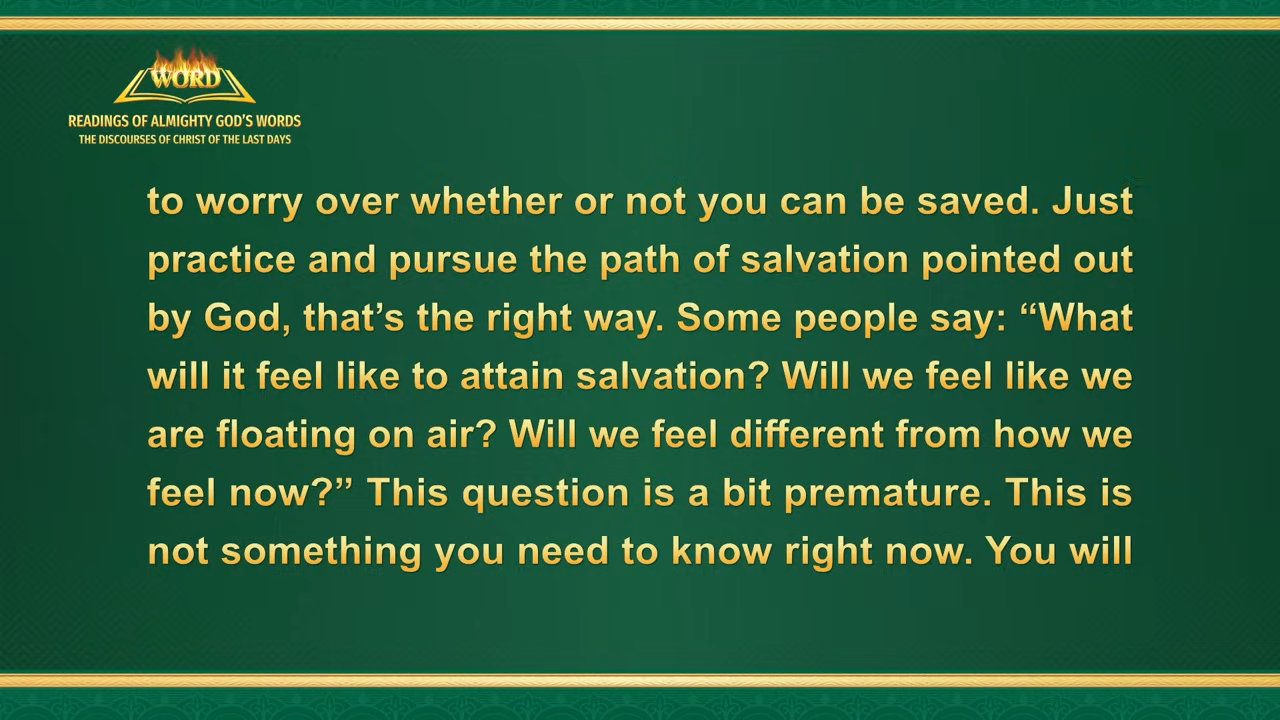 WORD
READINGS OF ALMIGHTY GOD'S WORDS
THE DISCOURSES OF CHRIST OF THE LAST DAYS
to worry over whether or not you can be saved. Just
practice and pursue the path of salvation pointed out
by God, that’s the right way. Some people say: “What
will it feel like to attain salvation? Will we feel like we
are floating on air? Will we feel different from how we
feel now?” This question is a bit premature. This is
not something you need to know right now. You will